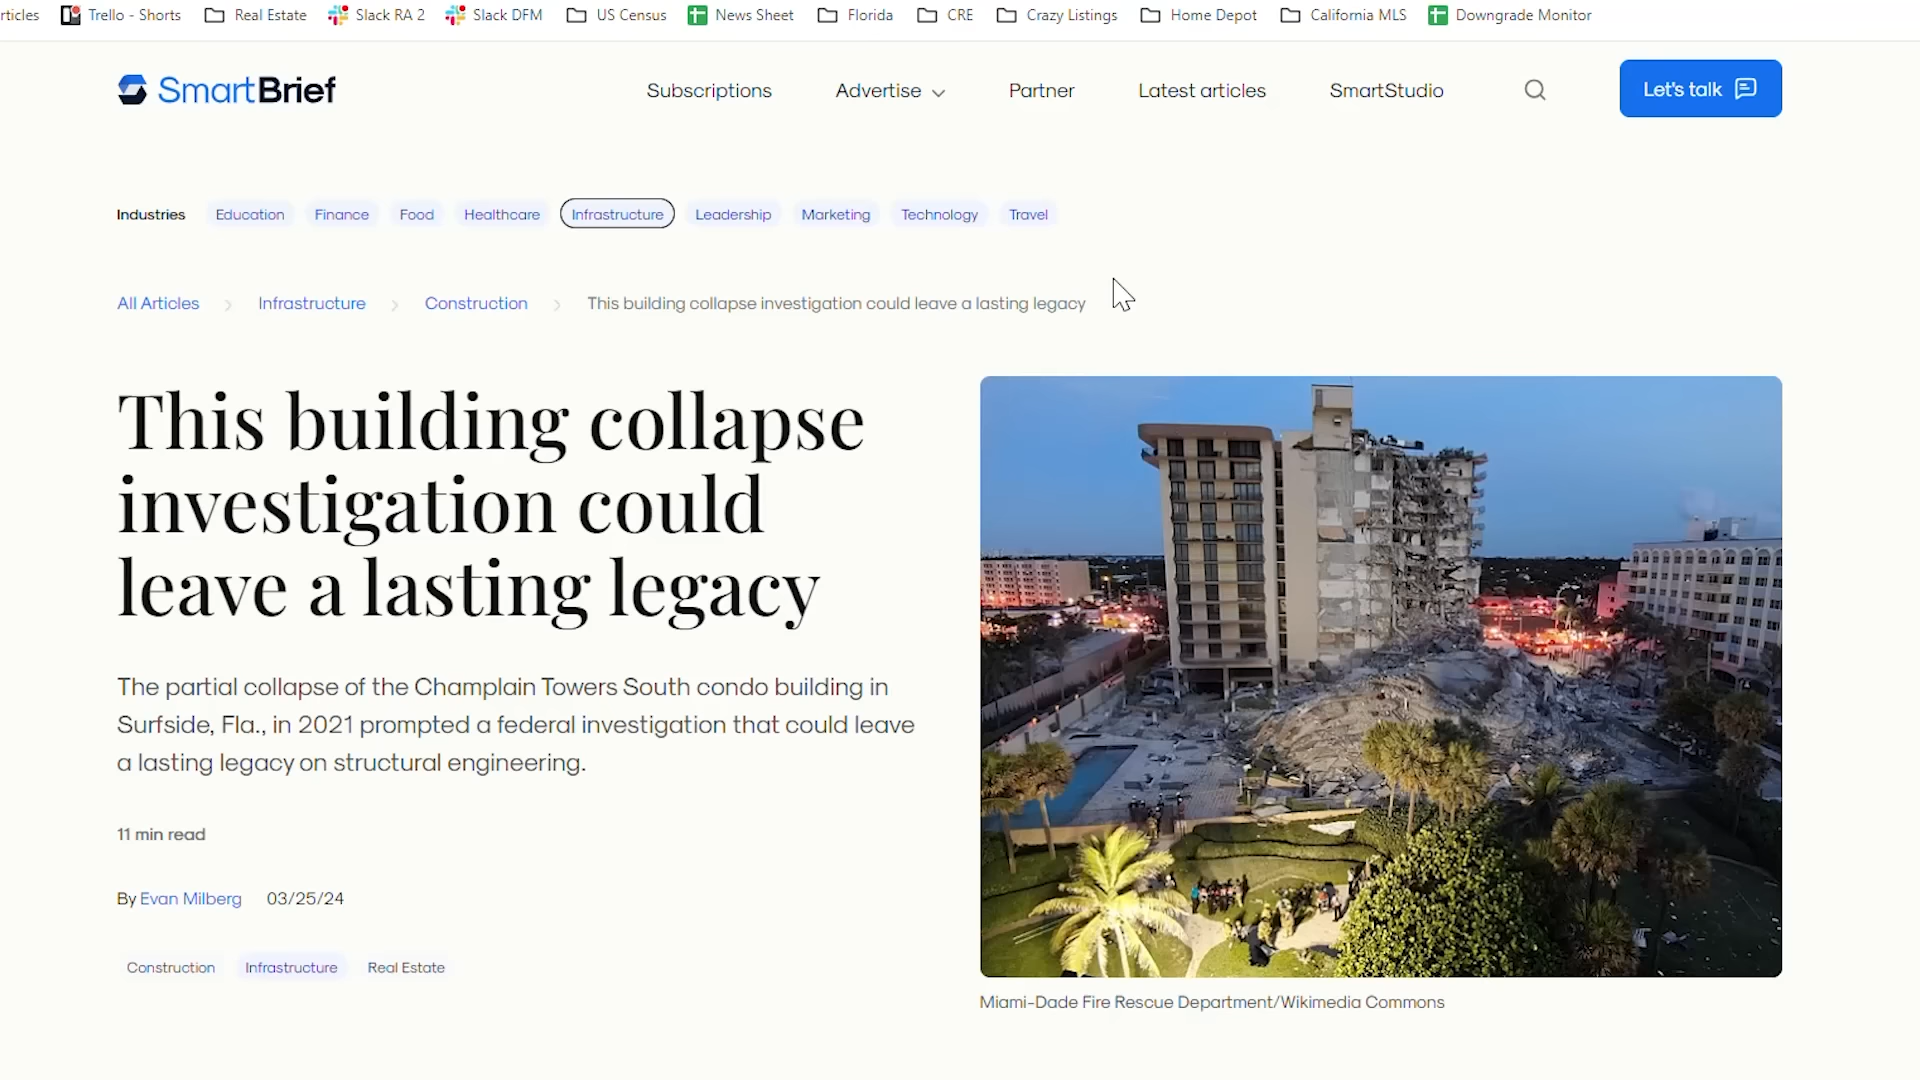 rticles Trello - Shorts Real Estate Slack RA 2 Slack DFM US Census News Sheet Florida CRE Crazy Listings Home Depot California MLS Downgrade Monitor
SmartBrief Subscriptions Advertise Partner Latest articles SmartStudio Let's talk
Industries Education Finance Food Healthcare Infrastructure Leadership Marketing Technology Travel
All Articles Infrastructure Construction This building collapse investigation could leave a lasting legacy
This building collapse
investigation could
leave a lasting legacy
The partial collapse of the Champlain Towers South condo building in
Surfside, Fla., in 2021 prompted a federal investigation that could leave
a lasting legacy on structural engineering.
11 min read
By Evan Milberg 03/25/24
Construction Infrastructure Real Estate
Miami-Dade Fire Rescue Department/Wikimedia Commons